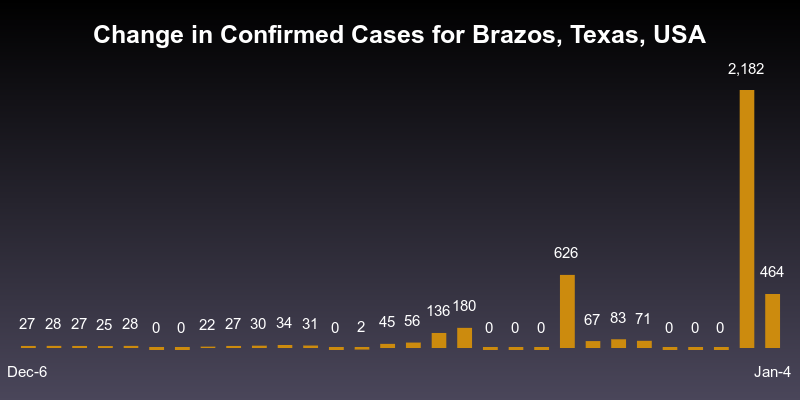 Change in Confirmed Cases for Brazos, Texas, USA
2,182
626
464
27 28 27 25 28 0 0 22 27 30 34 31 0 2 45 56 136 180 0 0 0 67 83 71 0 0 0
Dec-6 Jan-4